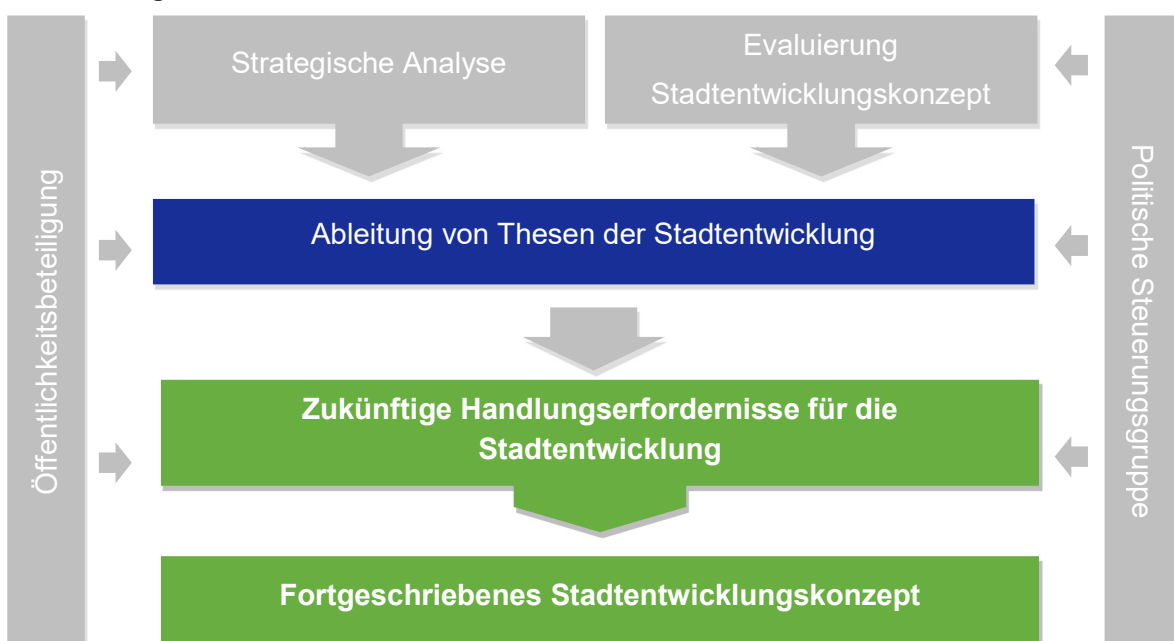 Strategische Analyse
Evaluierung
Stadtentwicklungskonzept
Öffentlichkeitsbeteiligung
Politische Steuerungsgruppe
Ableitung von Thesen der Stadtentwicklung
Zukünftige Handlungserfordernisse für die
Stadtentwicklung
Fortgeschriebenes Stadtentwicklungskonzept